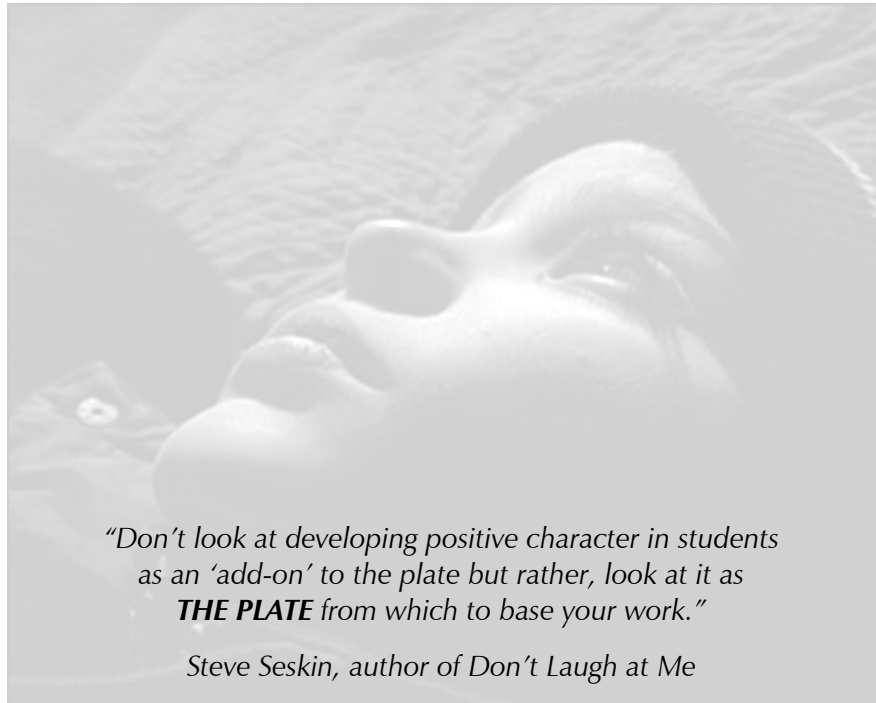 “Don’t look at developing positive character in students
as an ‘add-on’ to the plate but rather, look at it as
THE PLATE from which to base your work.”
Steve Seskin, author of Don’t Laugh at Me